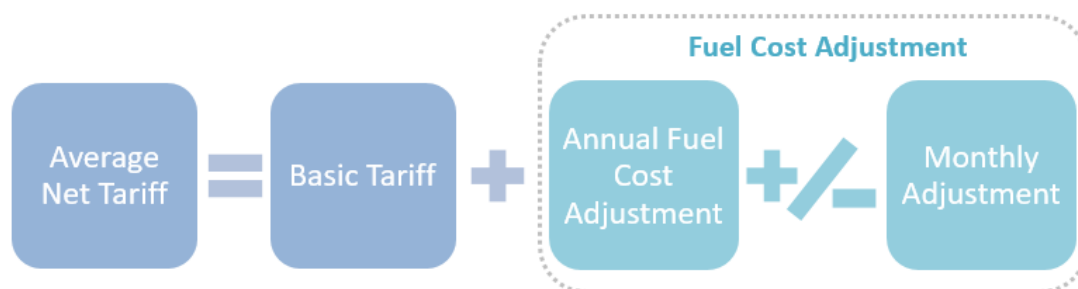 Fuel Cost Adjustment
Average
Net Tariff
=
Basic Tariff
+
Annual Fuel
Cost
Adjustment
+/-
Monthly
Adjustment